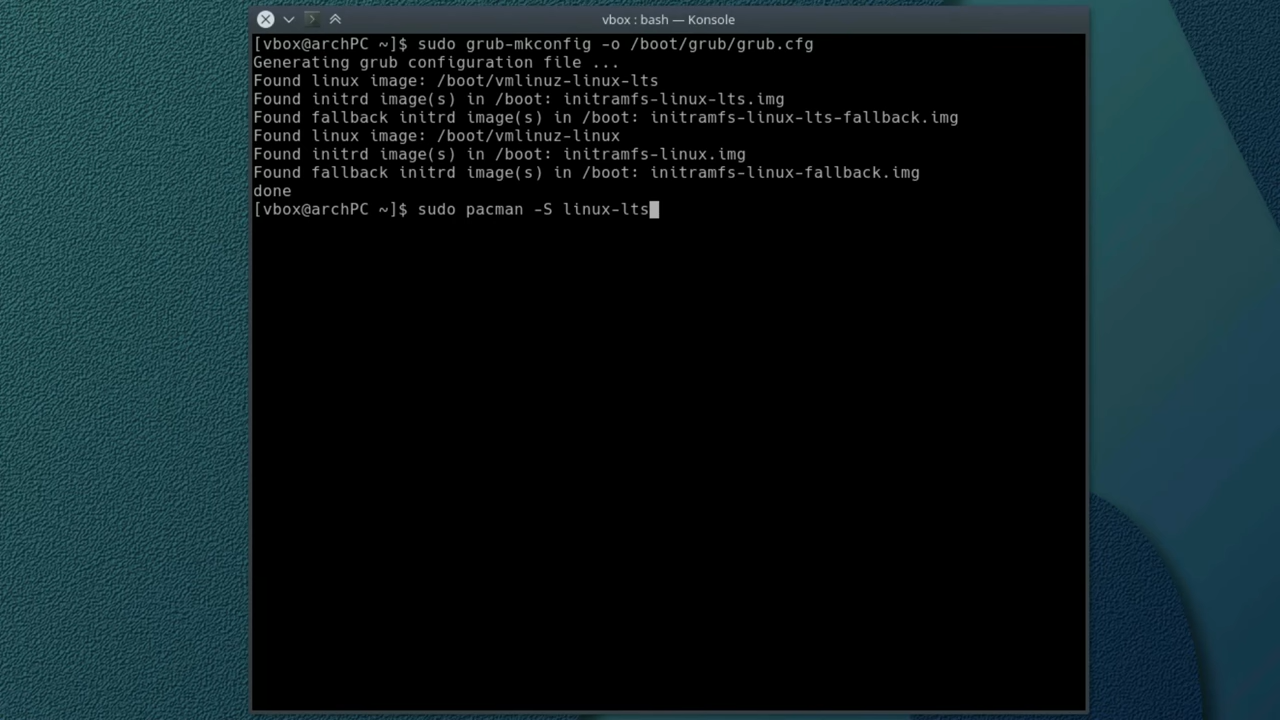 vbox : bash — Konsole
[vbox@archPC ~]$ sudo grub-mkconfig -o /boot/grub/grub.cfg
Generating grub configuration file ...
Found linux image: /boot/vmlinuz-linux-lts
Found initrd image(s) in /boot: initramfs-linux-lts.img
Found fallback initrd image(s) in /boot: initramfs-linux-lts-fallback.img
Found linux image: /boot/vmlinuz-linux
Found initrd image(s) in /boot: initramfs-linux.img
Found fallback initrd image(s) in /boot: initramfs-linux-fallback.img
done
[vbox@archPC ~]$ sudo pacman -S linux-lts